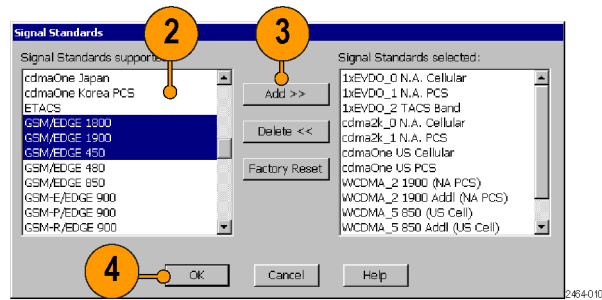 Signal Standards
2
3
Signal Standards supporte
Signal Standards selected:
cdmaOne Japan
cdmaOne Korea PCS
ETACS
GSM/EDGE 1800
GSM/EDGE 1900
GSM/EDGE 450
GSM/EDGE 480
GSM/EDGE 850
GSM-E/EDGE 900
GSM-P/EDGE 900
GSM-R/EDGE 900
Add >>
Delete <<
Factory Reset
1xEVDO_0 N.A. Cellular
1xEVDO_1 N.A. PCS
1xEVDO_2 TACS Band
cdma2k_0 N.A. Cellular
cdma2k_1 N.A. PCS
cdmaOne US Cellular
cdmaOne US PCS
WCDMA_2 1900 (NA PCS)
WCDMA_2 1900 Addl (NA PCS)
WCDMA_5 850 (US Cell)
WCDMA_5 850 Addl (US Cell)
4
OK
Cancel
Help
2464-010